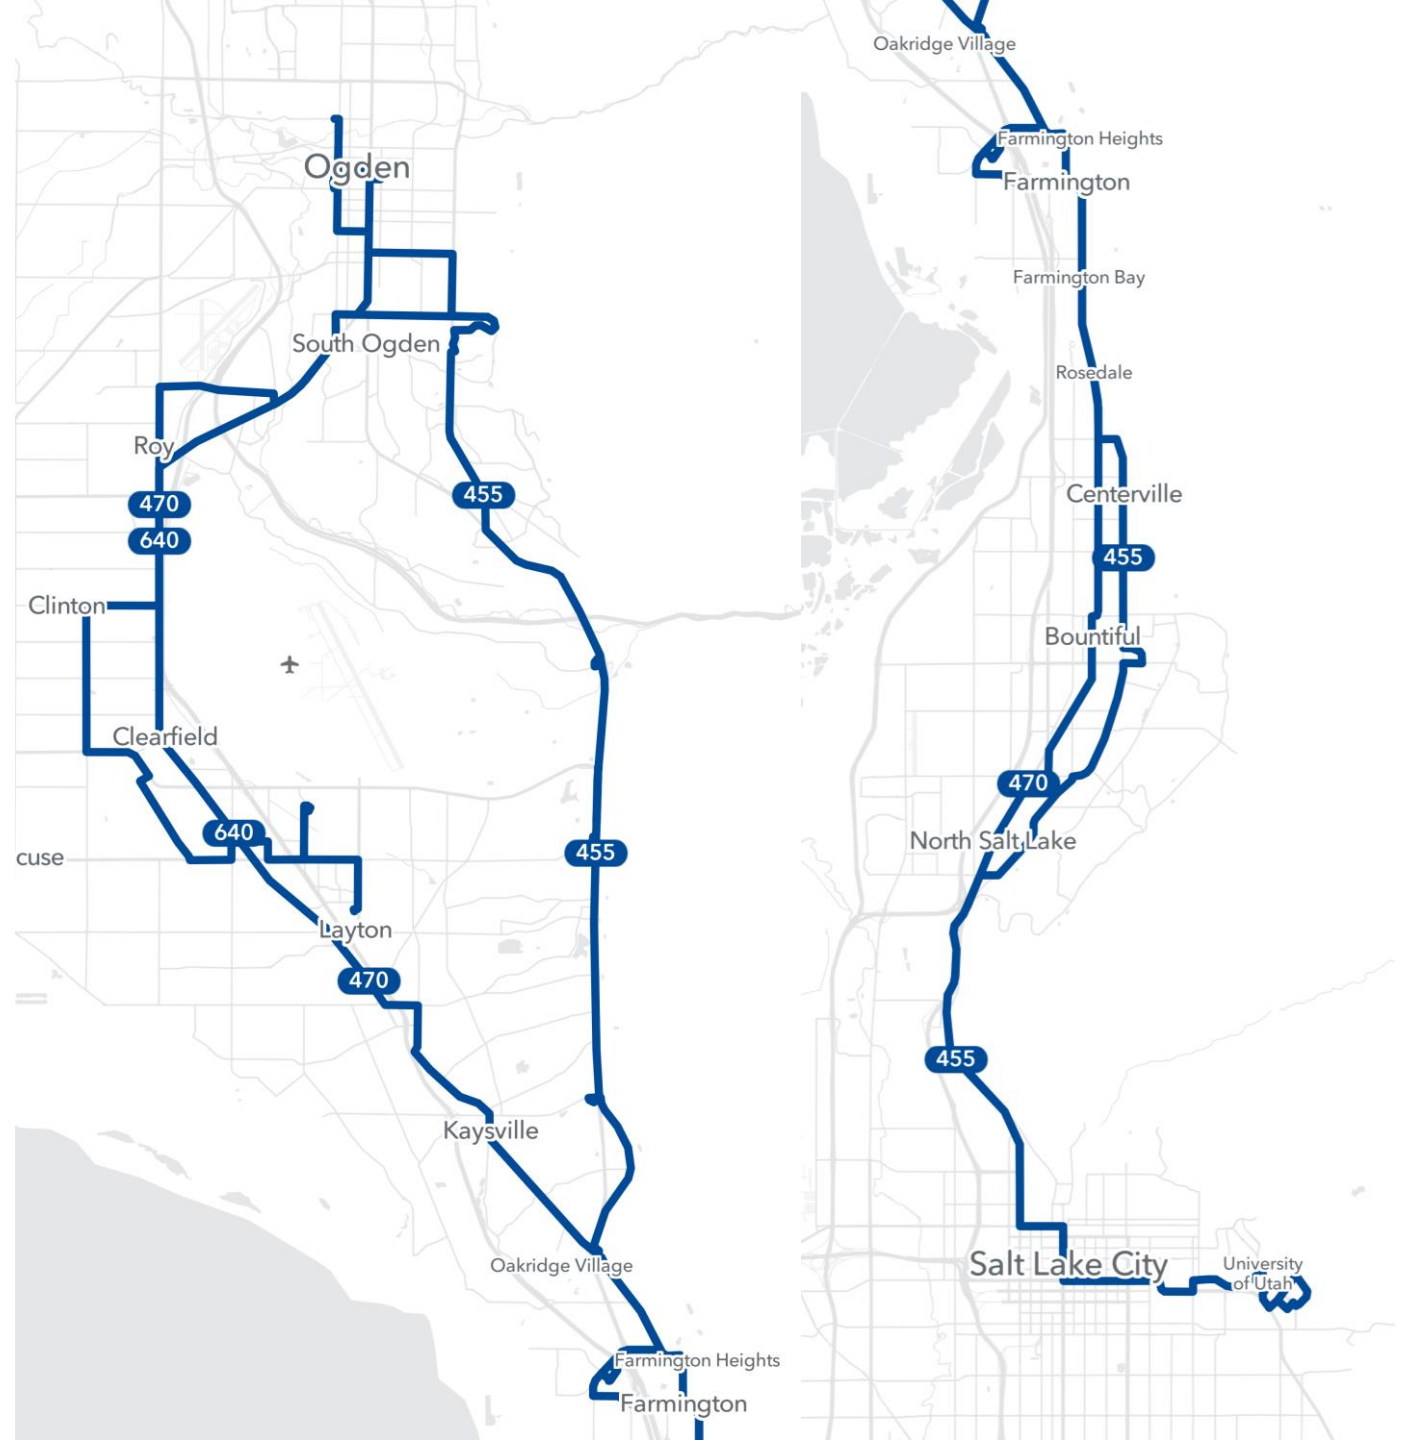 Ogden
South Ogden
Roy
470
455
640
Clinton
Clearfield
640
455
cuse
Layton
470
Kaysville
Oakridge Village
Farmington Heights
Farmington
Oakridge Village
Farmington Heights
Farmington
Farmington Bay
Rosedale
Centerville
455
Bountiful
470
North Salt Lake
455
Salt Lake City
University
of Utah